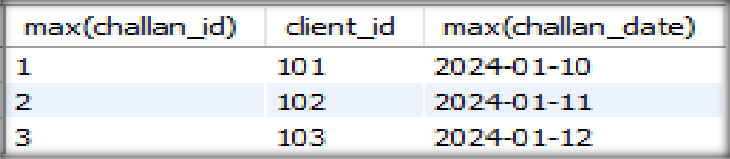 max(challan_id) client_id max(challan_date)
1 101 2024-01-10
2 102 2024-01-11
3 103 2024-01-12